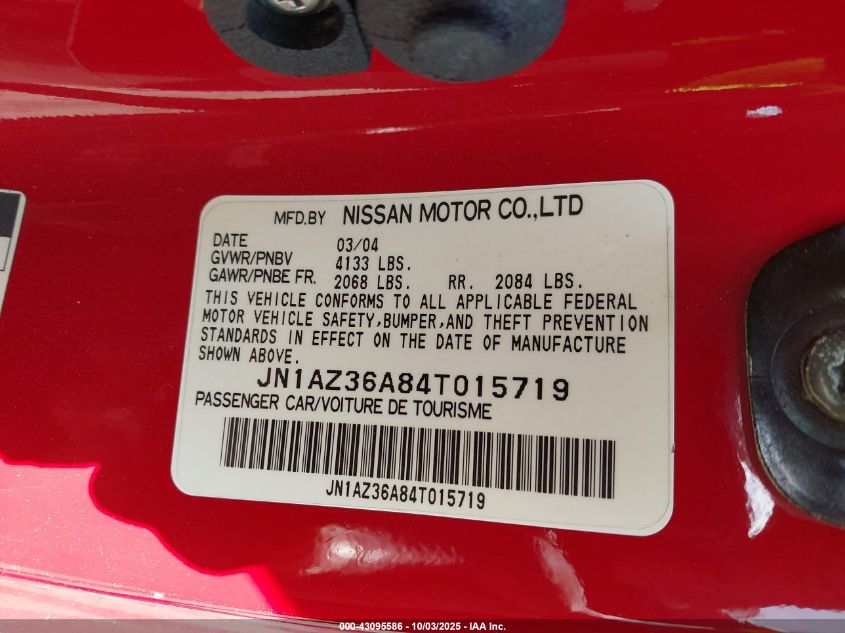 MFD.BY NISSAN MOTOR CO.,LTD
DATE 03/04
GVWR/PNBV 4133 LBS.
GAWR/PNBE FR. 2068 LBS. RR. 2084 LBS.
THIS VEHICLE CONFORMS TO ALL APPLICABLE FEDERAL
MOTOR VEHICLE SAFETY,BUMPER,AND THEFT PREVENTION
STANDARDS IN EFFECT ON THE DATE OF MANUFACTURE
SHOWN ABOVE.
JN1AZ36A84T015719
PASSENGER CAR/VOITURE DE TOURISME
JN1AZ36A84T015719
000-43095586 - 10/03/2025 - IAA Inc.